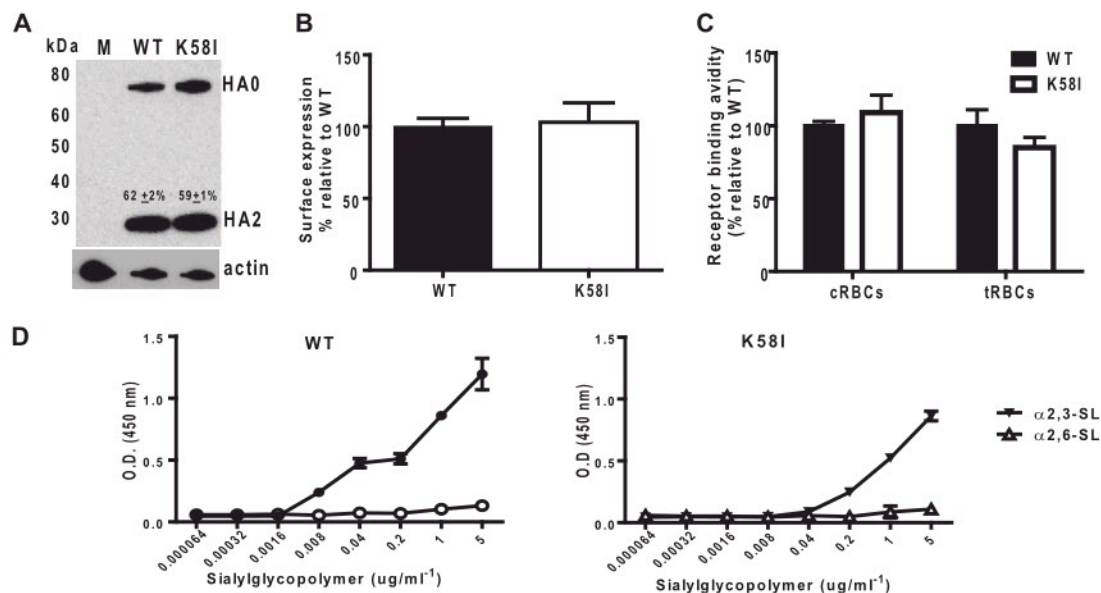 A
kDa M WT K58I
80
60
50
40
30
HA0
62 ±2% 59±1%
HA2
actin
B
Surface expression
% relative to WT
150
100
50
0
WT K58I
C
Receptor binding avidity
(% relative to WT)
150
100
50
0
WT
K58I
cRBCs tRBCs
D
WT
O.D. (450 nm)
1.5
1.0
0.5
0.0
0.000064 0.00032 0.0016 0.008 0.04 0.2 1 5
Sialylglycopolymer (ug/ml-1)
K58I
O.D (450 nm)
1.5
1.0
0.5
0.0
0.000064 0.00032 0.0016 0.008 0.04 0.2 1 5
Sialylglycopolymer (ug/ml-1)
α2,3-SL
α2,6-SL